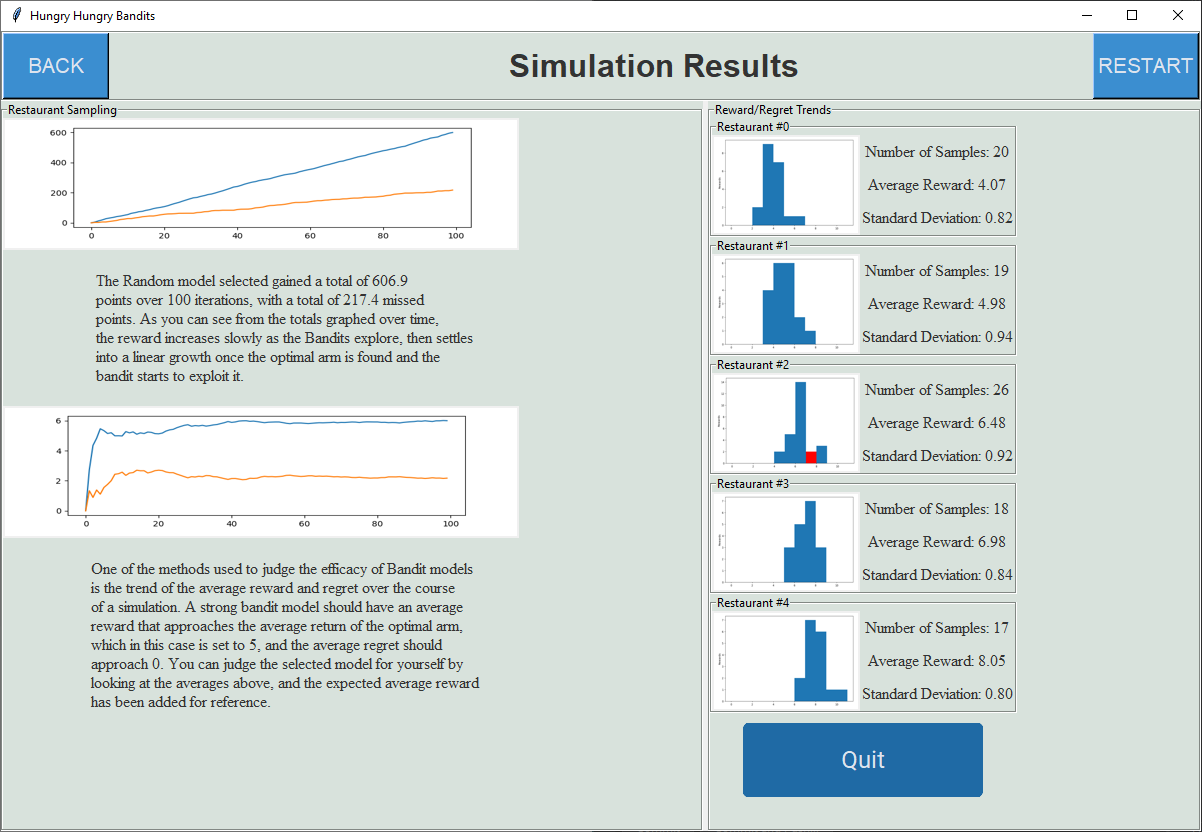 Hungry Hungry Bandits
BACK
Simulation Results
RESTART
Restaurant Sampling
600
400
200
0
0 20 40 60 80 100
The Random model selected gained a total of 606.9
points over 100 iterations, with a total of 217.4 missed
points. As you can see from the totals graphed over time,
the reward increases slowly as the Bandits explore, then settles
into a linear growth once the optimal arm is found and the
bandit starts to exploit it.
6
4
2
0
0 20 40 60 80 100
One of the methods used to judge the efficacy of Bandit models
is the trend of the average reward and regret over the course
of a simulation. A strong bandit model should have an average
reward that approaches the average return of the optimal arm,
which in this case is set to 5, and the average regret should
approach 0. You can judge the selected model for yourself by
looking at the averages above, and the expected average reward
has been added for reference.
Reward/Regret Trends
Restaurant #0
Number of Samples: 20
Average Reward: 4.07
Standard Deviation: 0.82
Restaurant #1
Number of Samples: 19
Average Reward: 4.98
Standard Deviation: 0.94
Restaurant #2
Number of Samples: 26
Average Reward: 6.48
Standard Deviation: 0.92
Restaurant #3
Number of Samples: 18
Average Reward: 6.98
Standard Deviation: 0.84
Restaurant #4
Number of Samples: 17
Average Reward: 8.05
Standard Deviation: 0.80
Quit